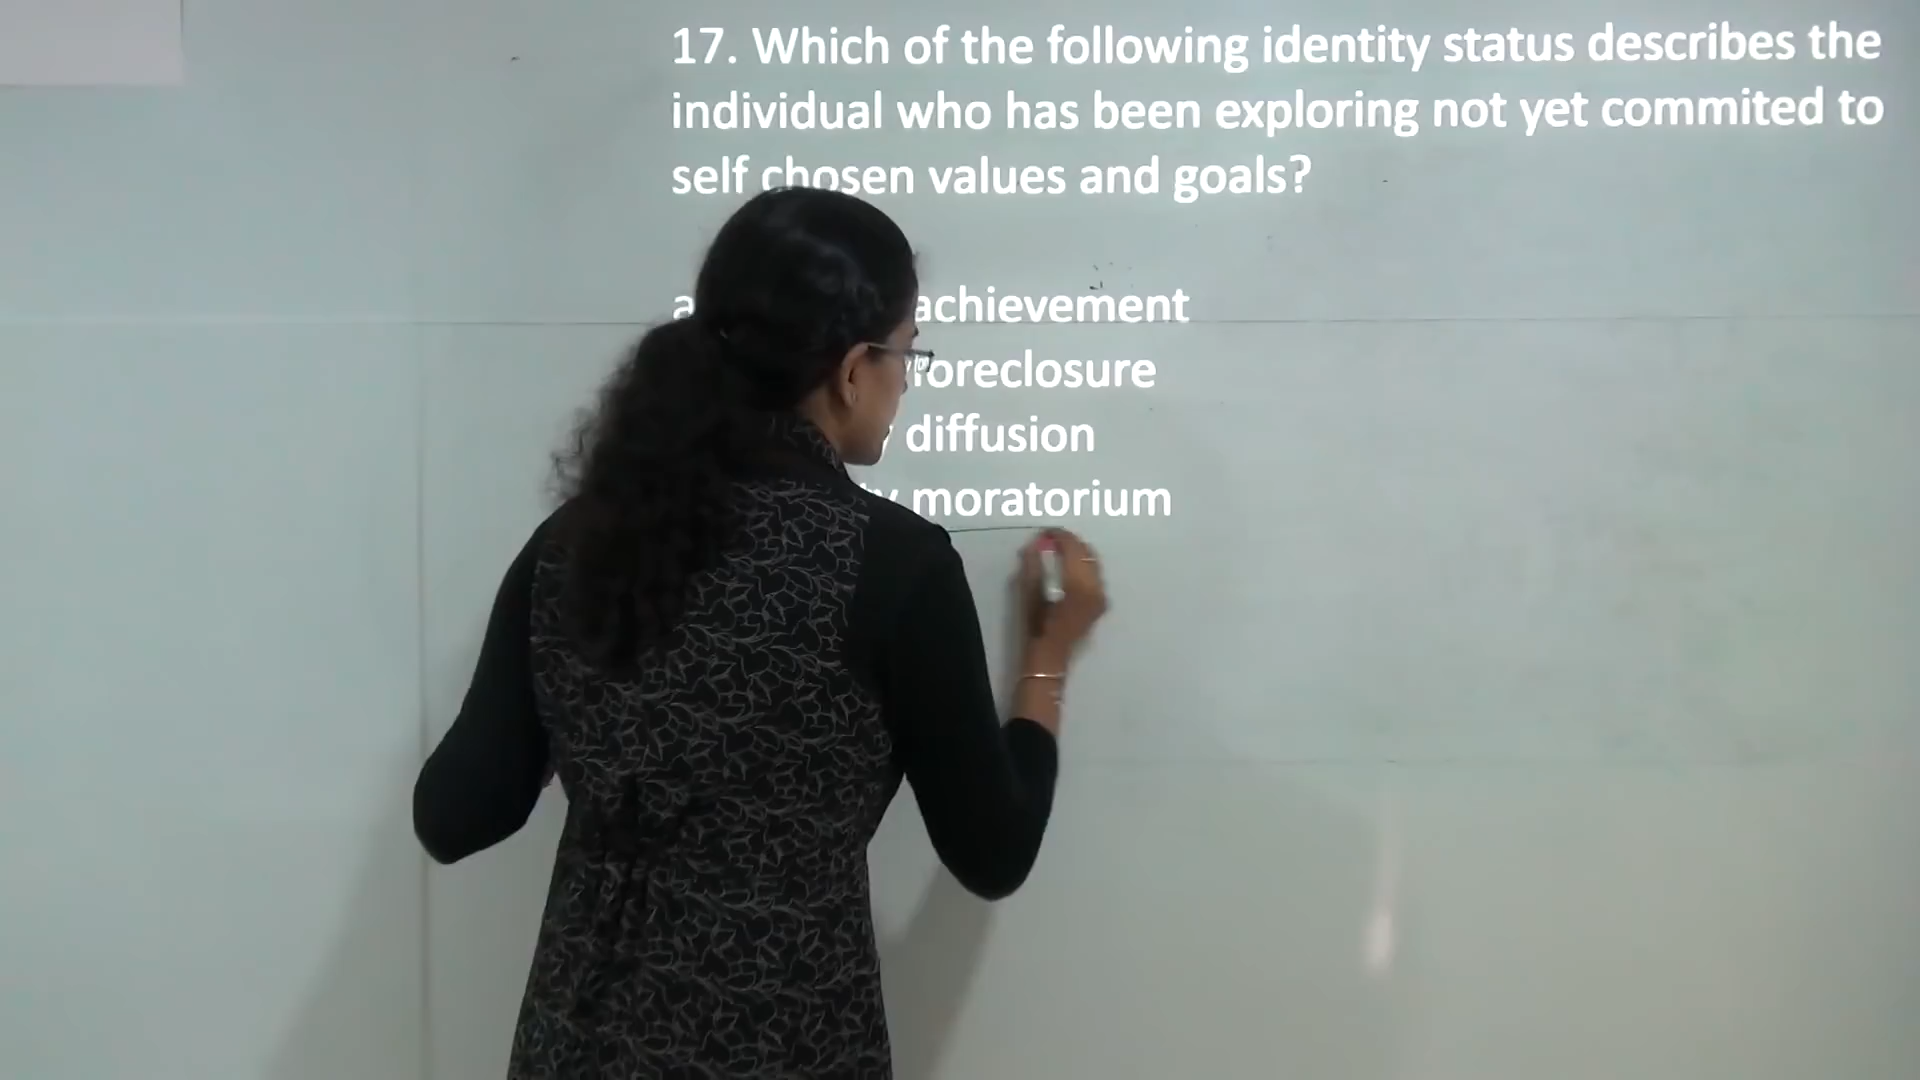 17. Which of the following identity status describes the
individual who has been exploring not yet commited to
self chosen values and goals?
a achievement
foreclosure
diffusion
moratorium